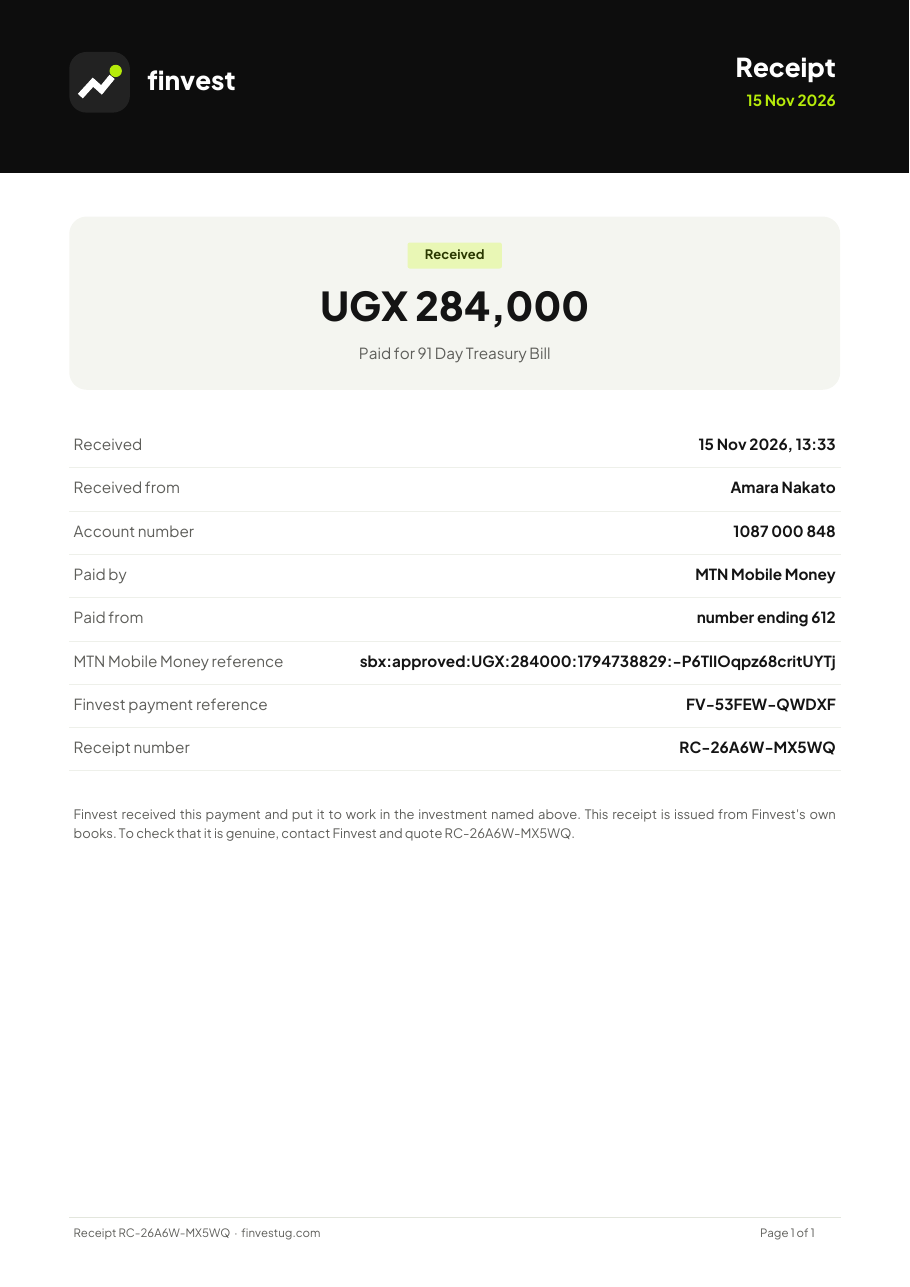 finvest
Receipt
15 Nov 2026
Received
UGX 284,000
Paid for 91 Day Treasury Bill
Received 15 Nov 2026, 13:33
Received from Amara Nakato
Account number 1087 000 848
Paid by MTN Mobile Money
Paid from number ending 612
MTN Mobile Money reference sbx:approved:UGX:284000:1794738829:-P6TIIOqpz68critUYTj
Finvest payment reference FV-53FEW-QWDXF
Receipt number RC-26A6W-MX5WQ
Finvest received this payment and put it to work in the investment named above. This receipt is issued from Finvest's own
books. To check that it is genuine, contact Finvest and quote RC-26A6W-MX5WQ.
Receipt RC-26A6W-MX5WQ · finvestug.com Page 1 of 1